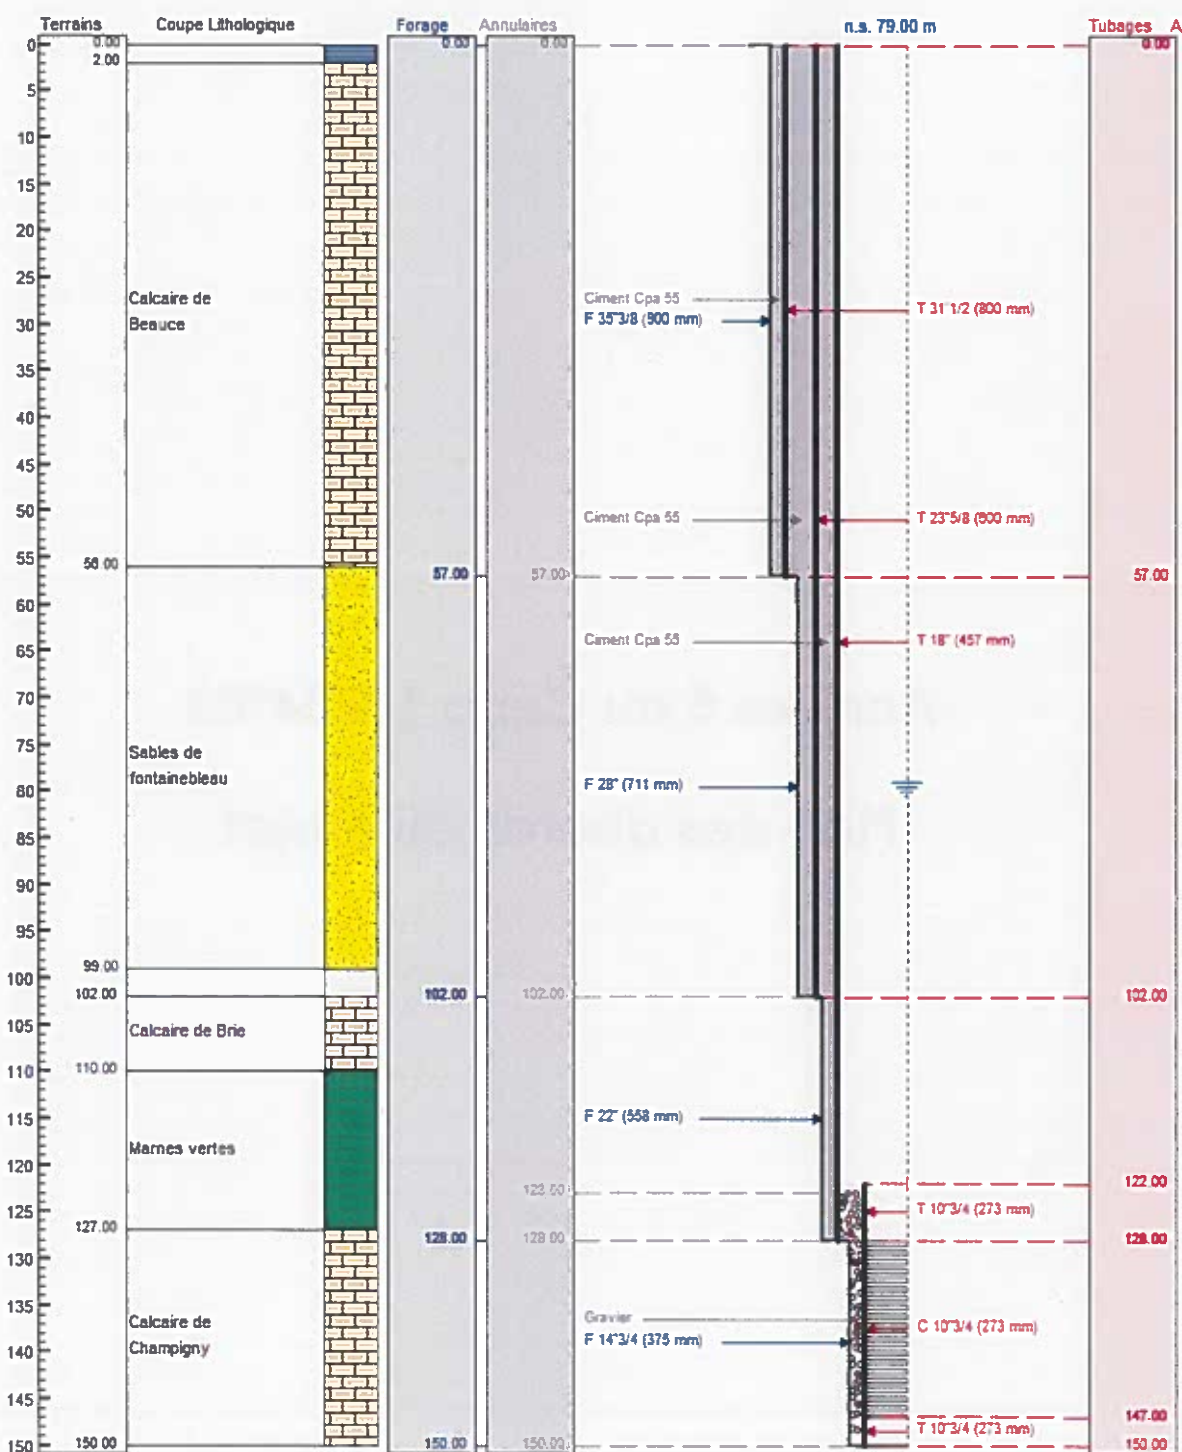 Terrains Coupe Lithologique Forage Annulaires n.s. 79.00 m Tubages A
0 0.00 0.00 0.00 0.00
2.00
5
10
15
20
25
Calcaire de Ciment Cpa 55
T 31"1/2 (800 mm)
Beauce F 35"3/8 (900 mm)
30
35
40
45
50
Ciment Cpa 55 T 23"5/8 (600 mm)
55
56.00
57.00 57.00 57.00
60
65
Ciment Cpa 55 T 18" (457 mm)
70
75
Sables de
fontainebleau
F 28" (711 mm)
80
85
90
95
99.00
100
102.00 102.00 102.00 102.00
105
Calcaire de Brie
110
110.00
115
F 22" (558 mm)
Marnes vertes
120
122.00
123.00
125
T 10"3/4 (273 mm)
127.00
128.00 128.00 128.00
130
135
Calcaire de Gravier
C 10"3/4 (273 mm)
Champigny F 14"3/4 (375 mm)
140
145
147.00
T 10"3/4 (273 mm)
150 150.00 150.00 150.00 150.00